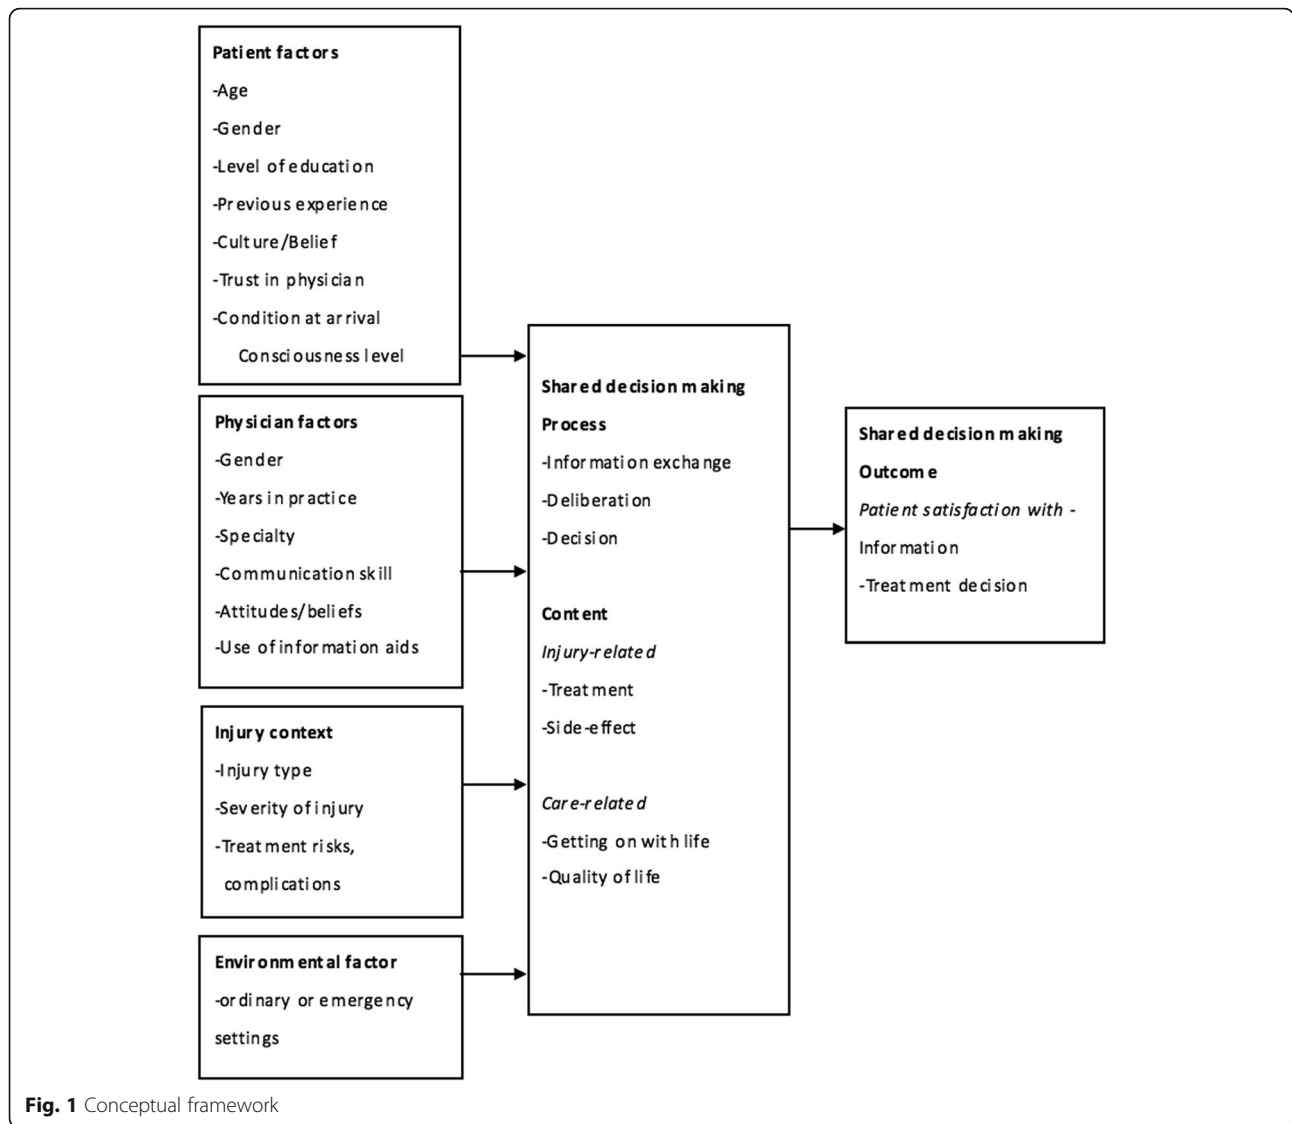 Patient factors
-Age
-Gender
-Level of education
-Previous experience
-Culture/Belief
-Trust in physician
-Condition at arrival
Consciousness level
Physician factors
-Gender
-Years in practice
-Specialty
-Communication skill
-Attitudes/beliefs
-Use of information aids
Injury context
-Injury type
-Severity of injury
-Treatment risks,
complications
Environmental factor
-ordinary or emergency
settings
Shared decision making
Process
-Information exchange
-Deliberation
-Decision
Content
Injury-related
-Treatment
-Side-effect
Care-related
-Getting on with life
-Quality of life
Shared decision making
Outcome
Patient satisfaction with -
Information
-Treatment decision
Fig. 1 Conceptual framework